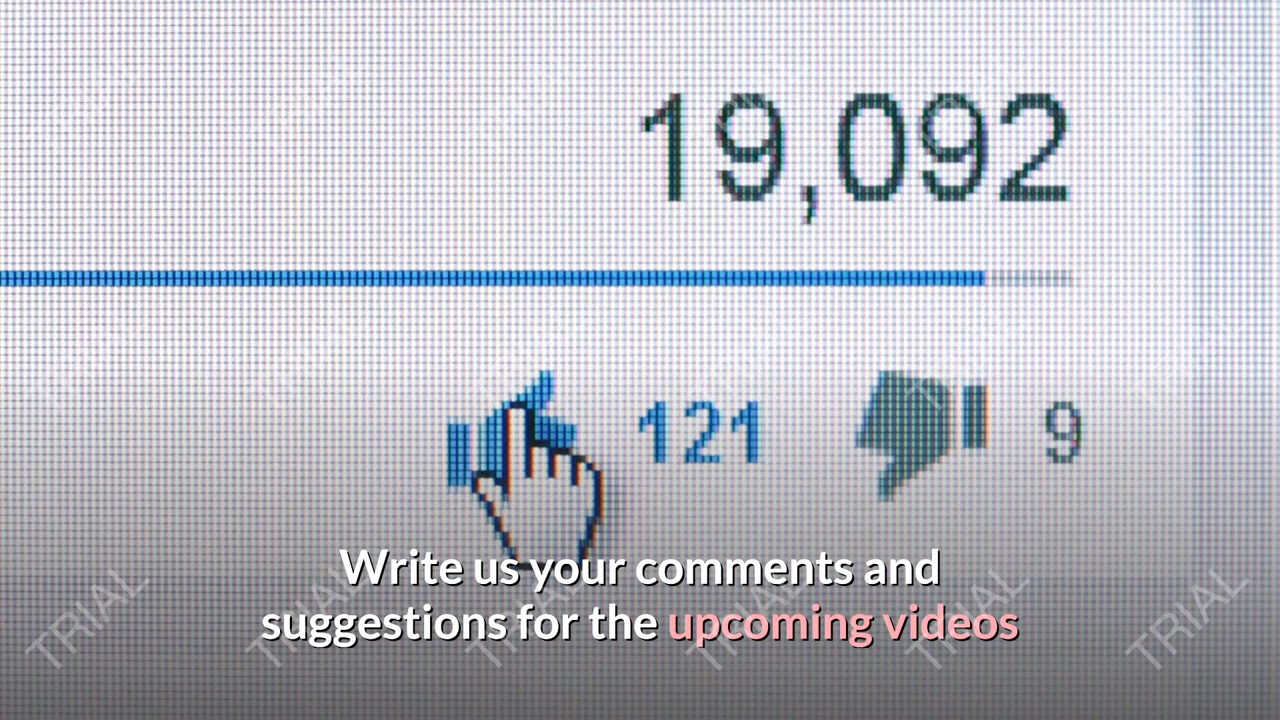 19,092
121 9
Write us your comments and
suggestions for the upcoming videos
TRIAL TRIAL TRIAL TRIAL TRIAL TRIAL